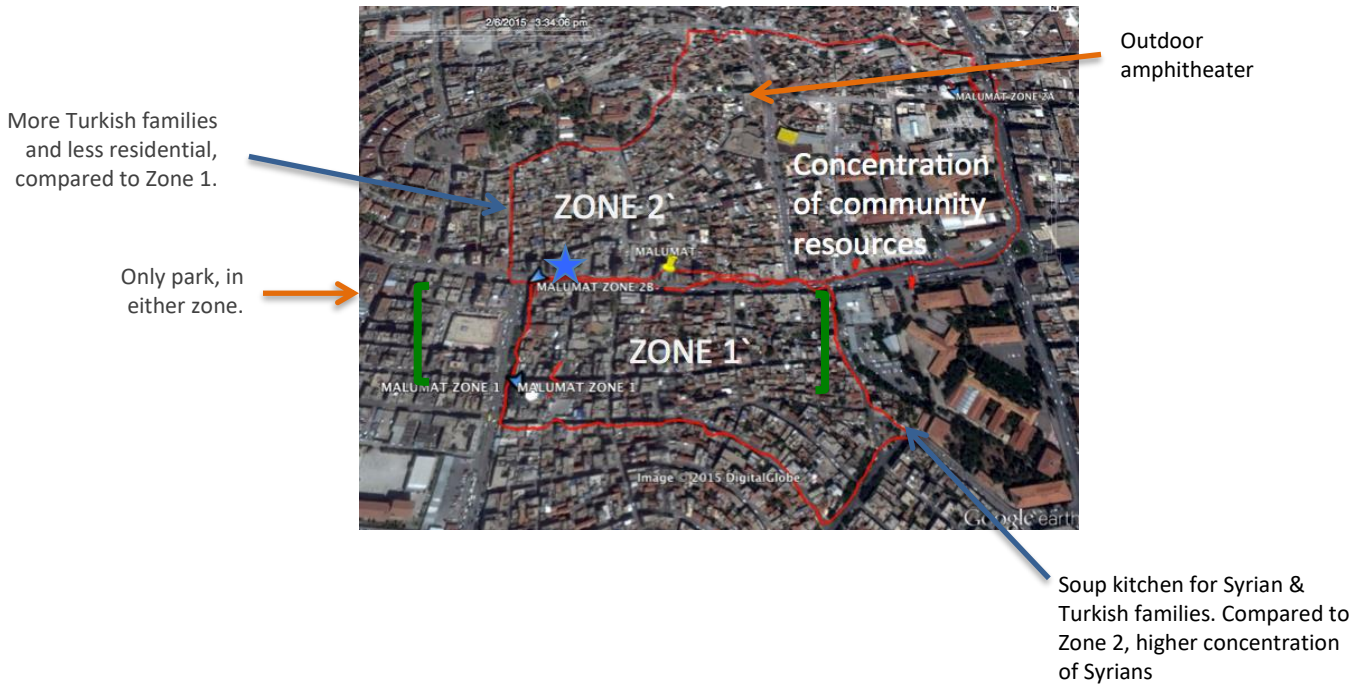 2/8/2015 3:34:06 pm
Outdoor
amphitheater
MALUMAT ZONE 2A
More Turkish families
and less residential,
compared to Zone 1.
Concentration
of community
resources
ZONE 2`
MALUMAT
Only park, in
either zone.
MALUMAT ZONE 2B
ZONE 1`
MALUMAT ZONE 1
MALUMAT ZONE 1
Image ©2015 DigitalGlobe
Google earth
Soup kitchen for Syrian &
Turkish families. Compared to
Zone 2, higher concentration
of Syrians